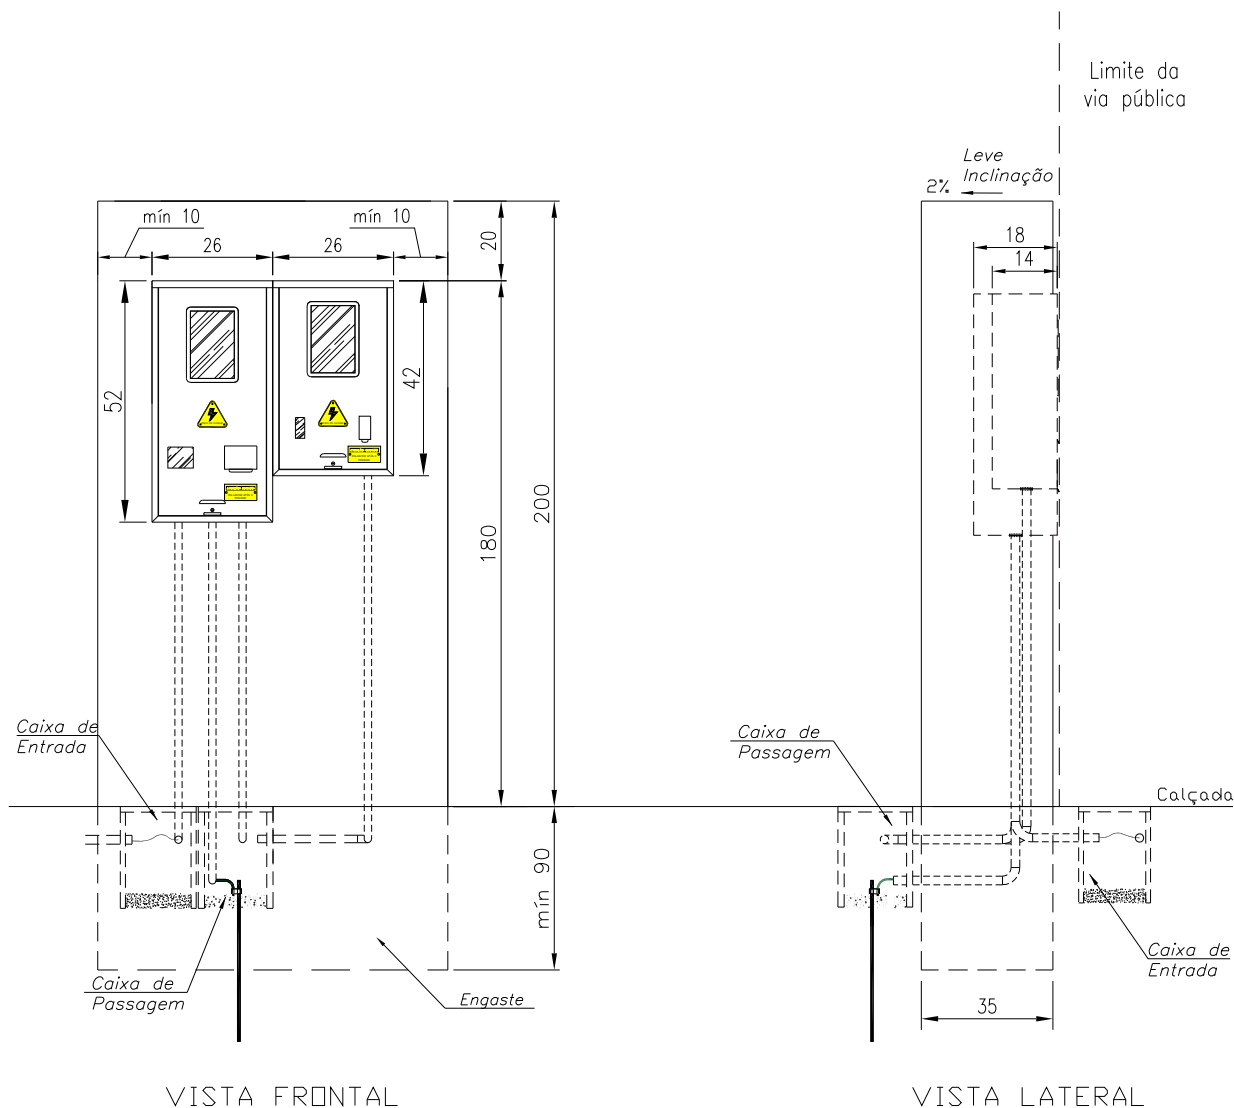 Limite da
via pública
Leve
Inclinação
2%
mín 10
mín 10
26
26
20
18
14
52
42
200
180
Caixa de
Entrada
Caixa de
Passagem
Calçada
mín 90
Caixa de
Passagem
Engaste
Caixa de
Entrada
35
VISTA FRONTAL
VISTA LATERAL